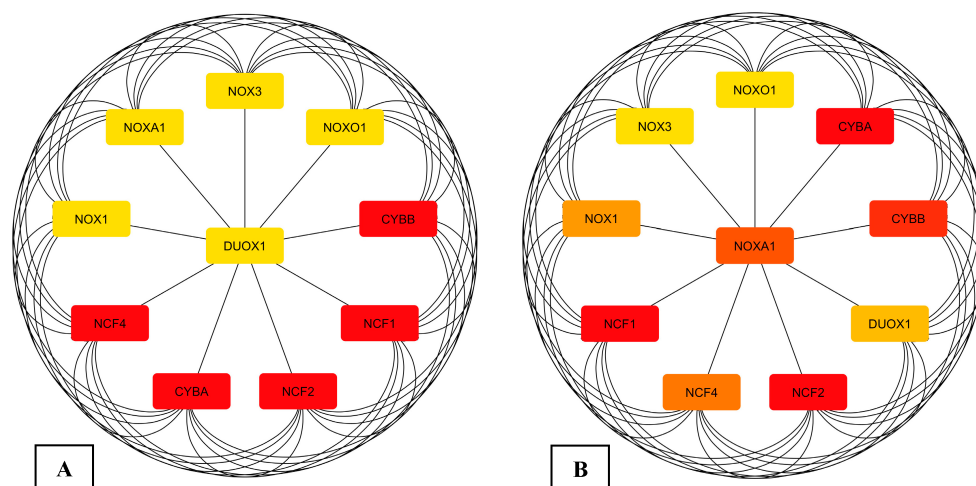 NOX3
NOXA1
NOXO1
NOX1
CYBB
DUOX1
NCF4
NCF1
CYBA
NCF2
A
NOXO1
NOX3
CYBA
NOX1
CYBB
NOXA1
NCF1
DUOX1
NCF4
NCF2
B